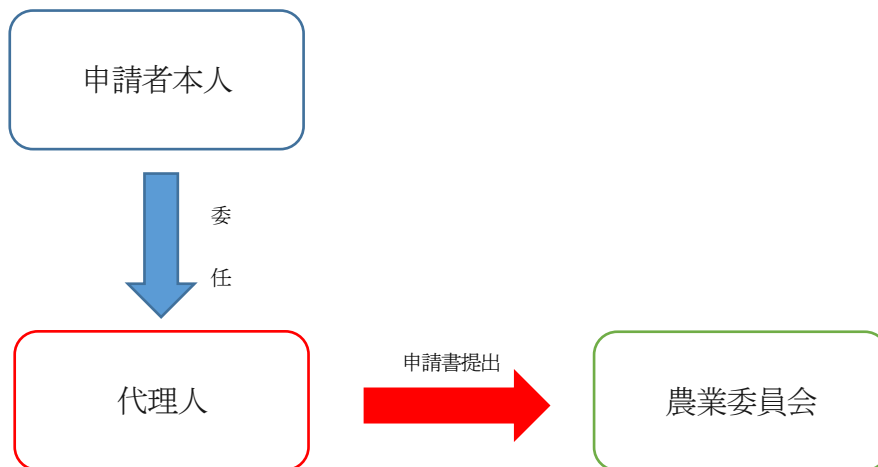 申請者本人
委
任
申請書提出
代理人
農業委員会